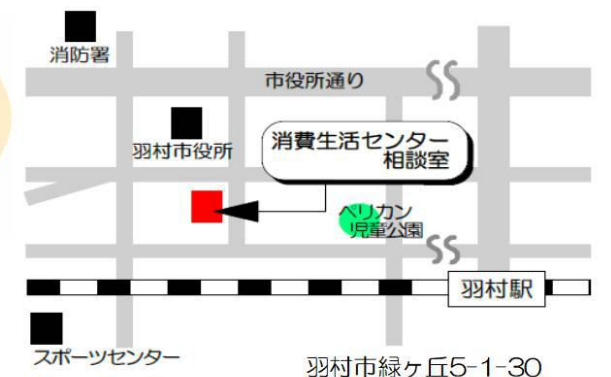 消防署
市役所通り
羽村市役所
消費生活センター
相談室
ペリカン
児童公園
羽村駅
スポーツセンター
羽村市緑ヶ丘5-1-30